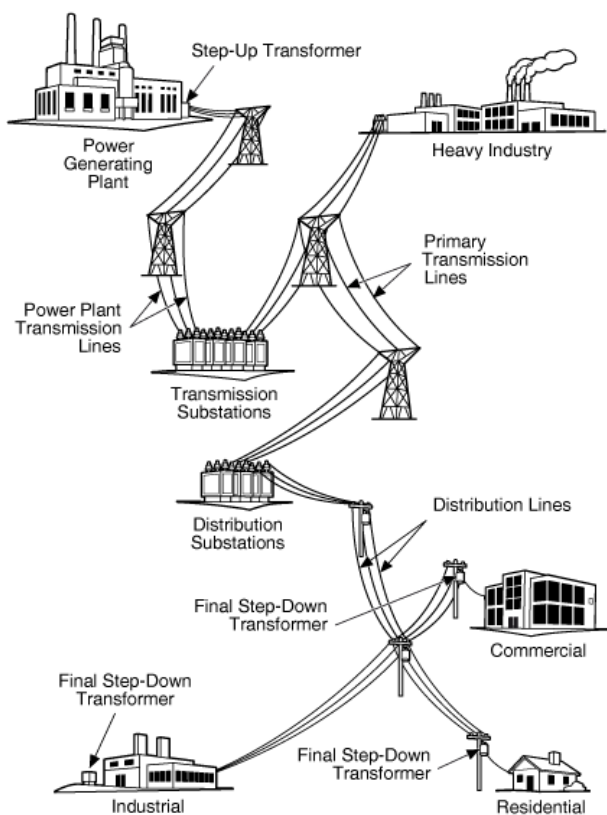 Step-Up Transformer
Power
Generating
Plant
Heavy Industry
Primary
Transmission
Lines
Power Plant
Transmission
Lines
Transmission
Substations
Distribution
Substations
Distribution Lines
Final Step-Down
Transformer
Commercial
Final Step-Down
Transformer
Final Step-Down
Transformer
Industrial
Residential